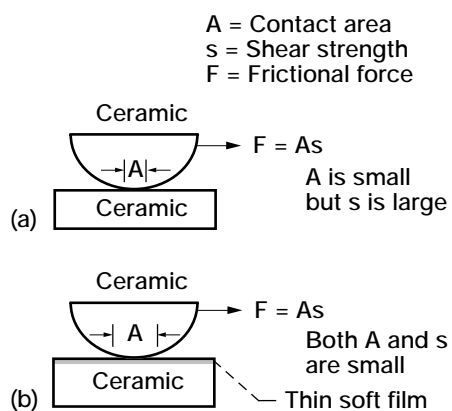 A = Contact area
s = Shear strength
F = Frictional force
Ceramic
A
F = As
A is small
but s is large
Ceramic
(a)
Ceramic
F = As
A
Both A and s
are small
Ceramic
(b)
Thin soft film